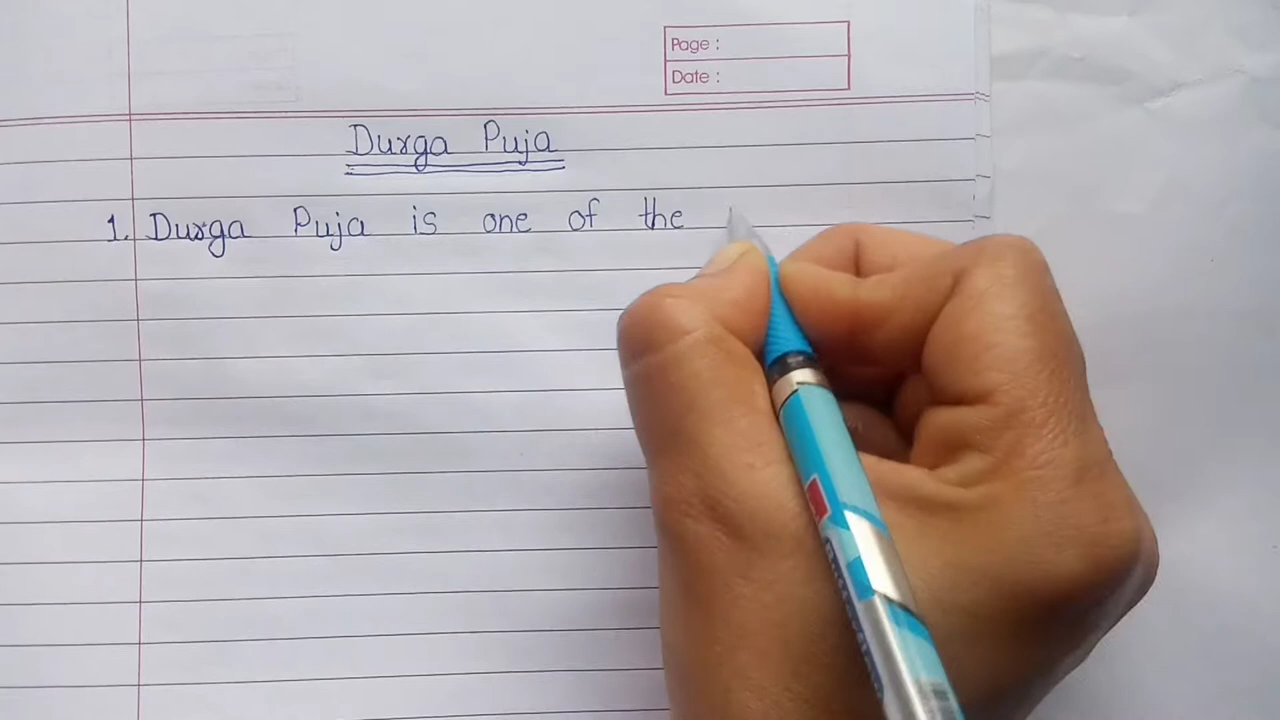 Page :
Date :
Durga Puja
1. Durga Puja is one of the